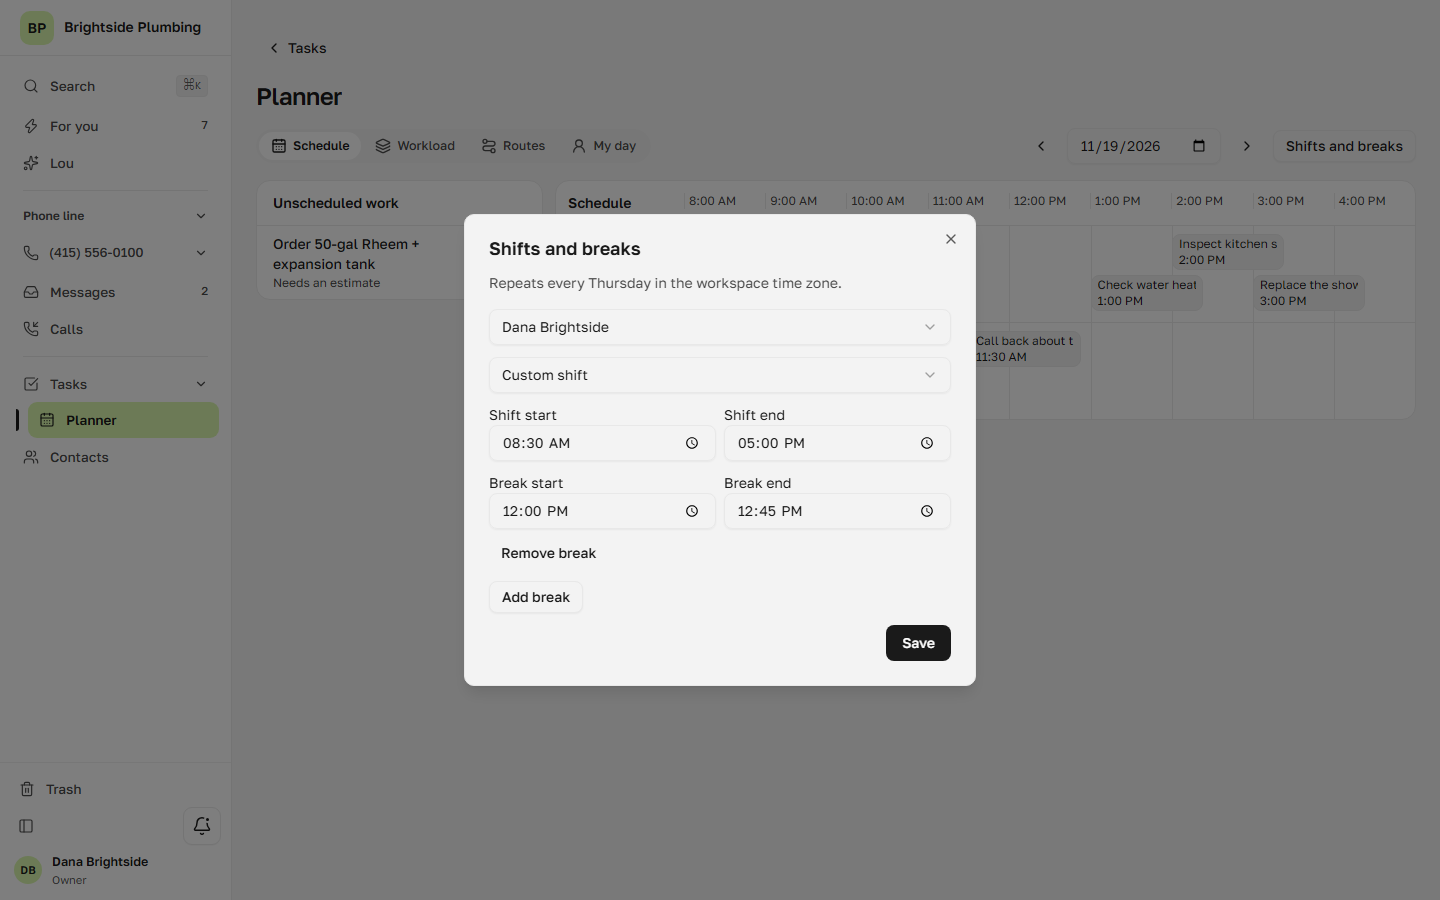 BP Brightside Plumbing
Search ⌘K
For you 7
Lou
Phone line
(415) 556-0100
Messages 2
Calls
Tasks
Planner
Contacts
Trash
DB Dana Brightside
Owner
Tasks
Planner
Schedule Workload Routes My day
11/19/2026 Shifts and breaks
Unscheduled work
Order 50-gal Rheem +
expansion tank
Needs an estimate
Schedule 8:00 AM 9:00 AM 10:00 AM 11:00 AM 12:00 PM 1:00 PM 2:00 PM 3:00 PM 4:00 PM
Inspect kitchen s
2:00 PM
Check water heat
1:00 PM
Replace the show
3:00 PM
Call back about t
11:30 AM
Shifts and breaks
Repeats every Thursday in the workspace time zone.
Dana Brightside
Custom shift
Shift start Shift end
08:30 AM 05:00 PM
Break start Break end
12:00 PM 12:45 PM
Remove break
Add break
Save